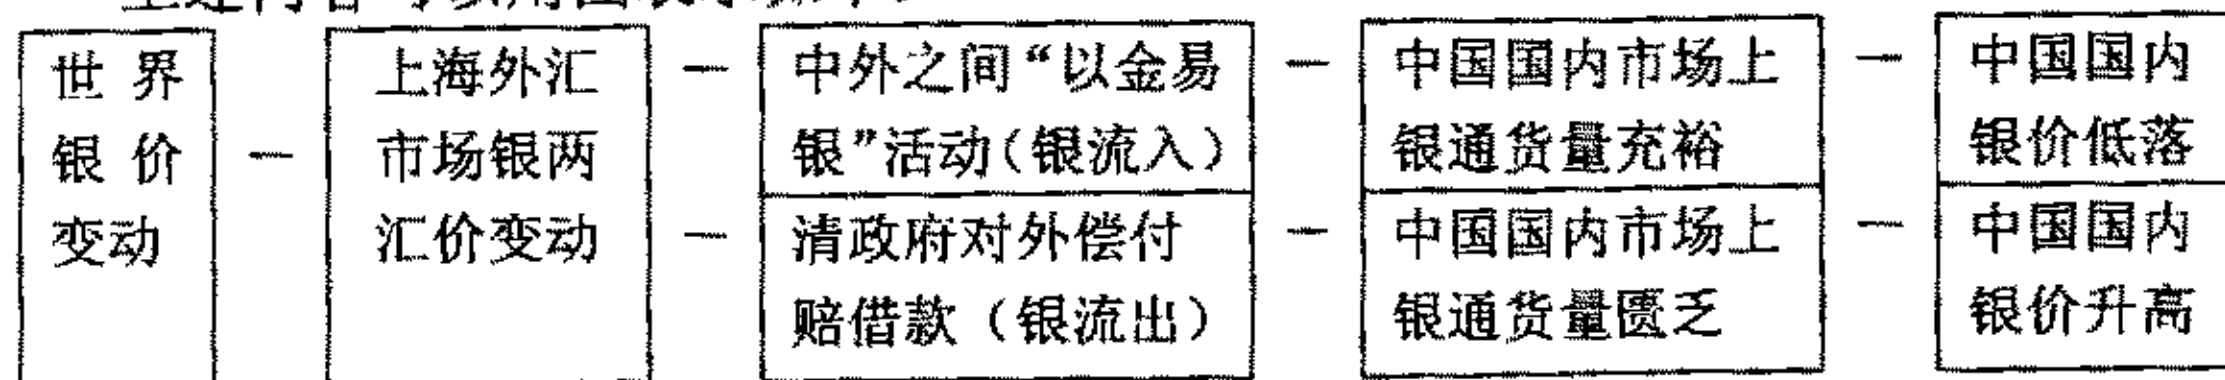 世界
银价
变动
上海外汇
市场银两
汇价变动
中外之间“以金易
银”活动(银流入)
清政府对外偿付
赔借款(银流出)
中国国内市场上
银通货量充裕
中国国内市场上
银通货量匮乏
中国国内
银价低落
中国国内
银价升高